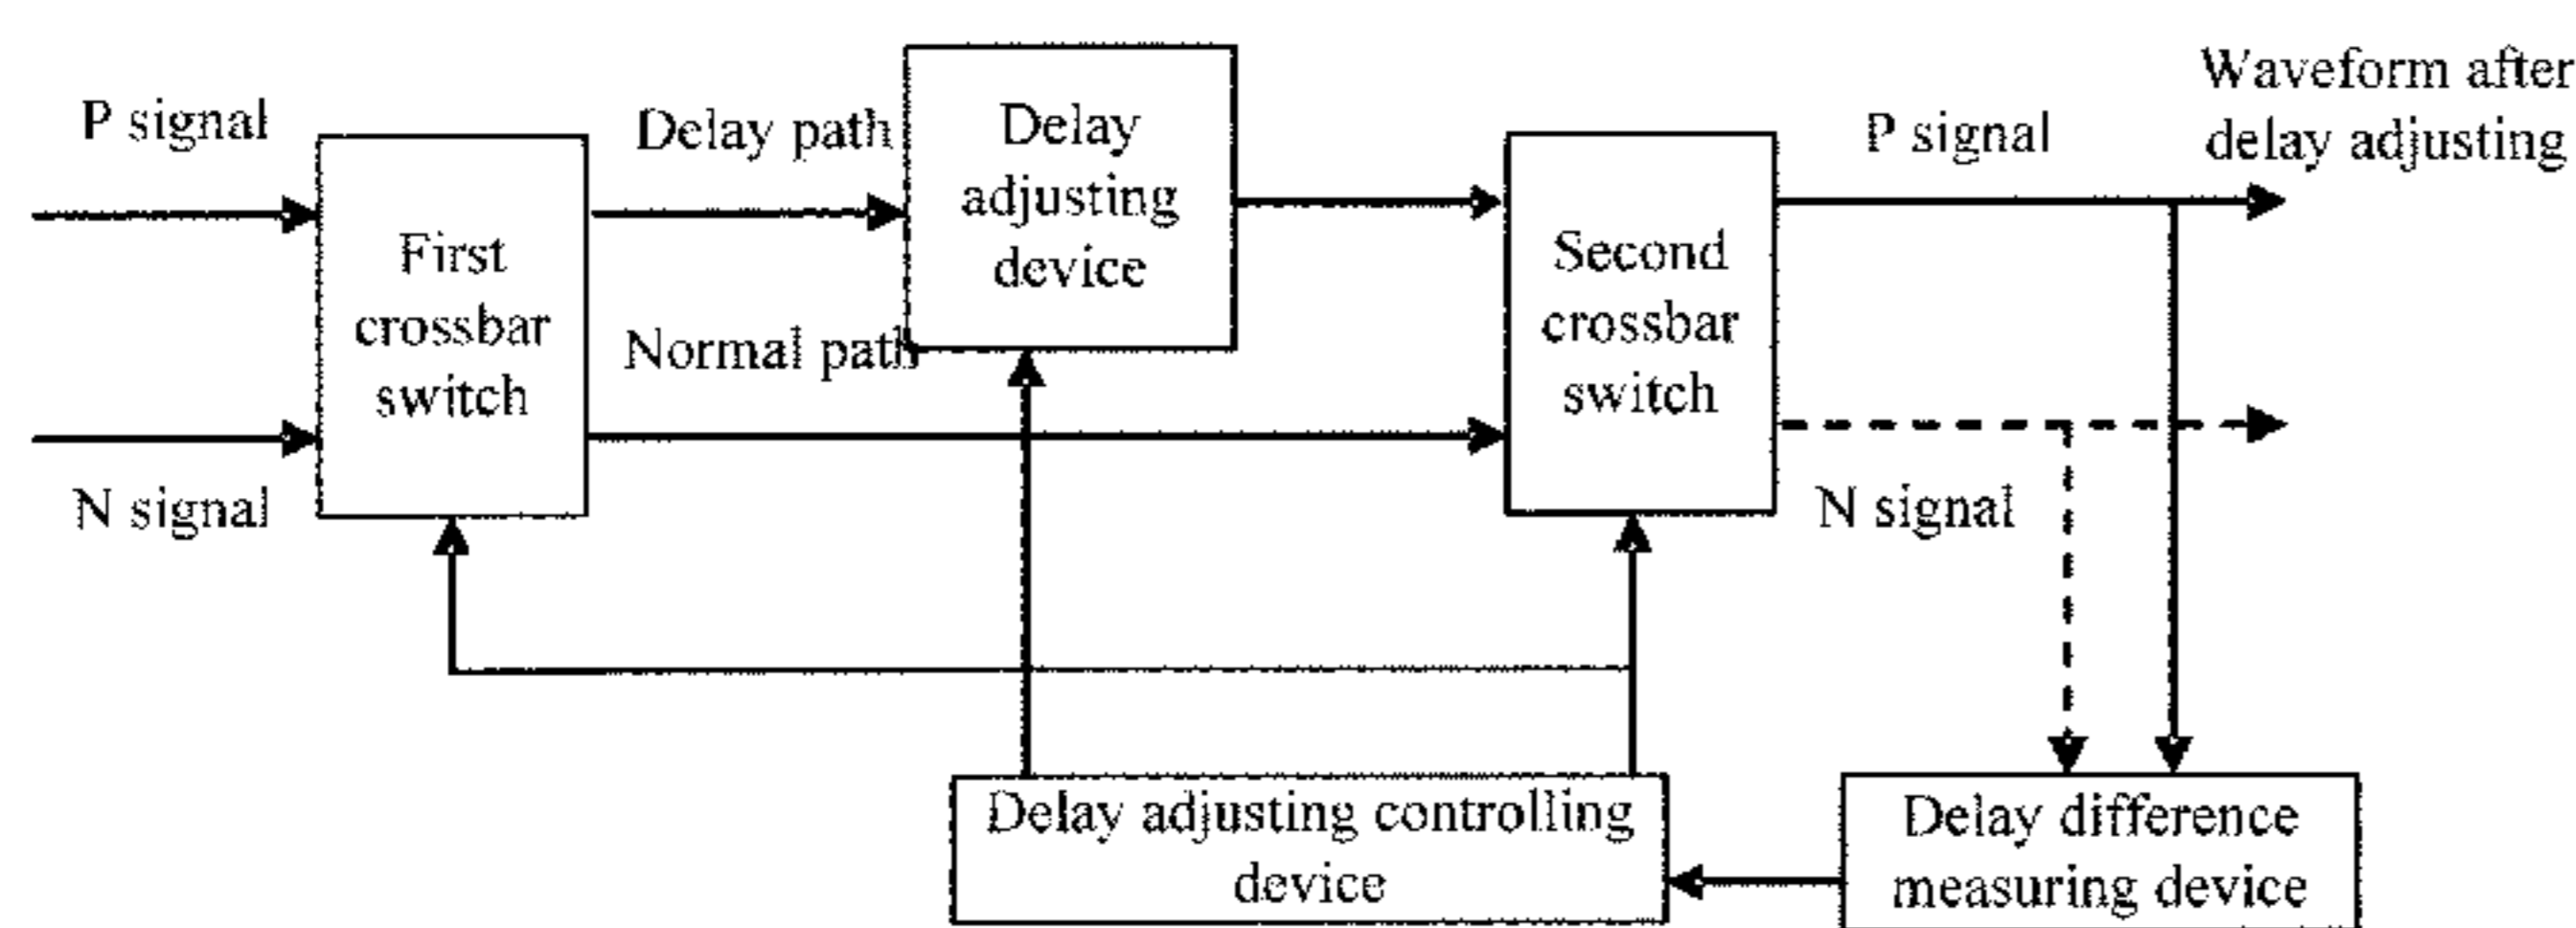 P signal
N signal
First
crossbar
switch
Delay path
Normal path
Delay
adjusting
device
Second
crossbar
switch
P signal
N signal
Waveform after
delay adjusting
Delay adjusting controlling
device
Delay difference
measuring device